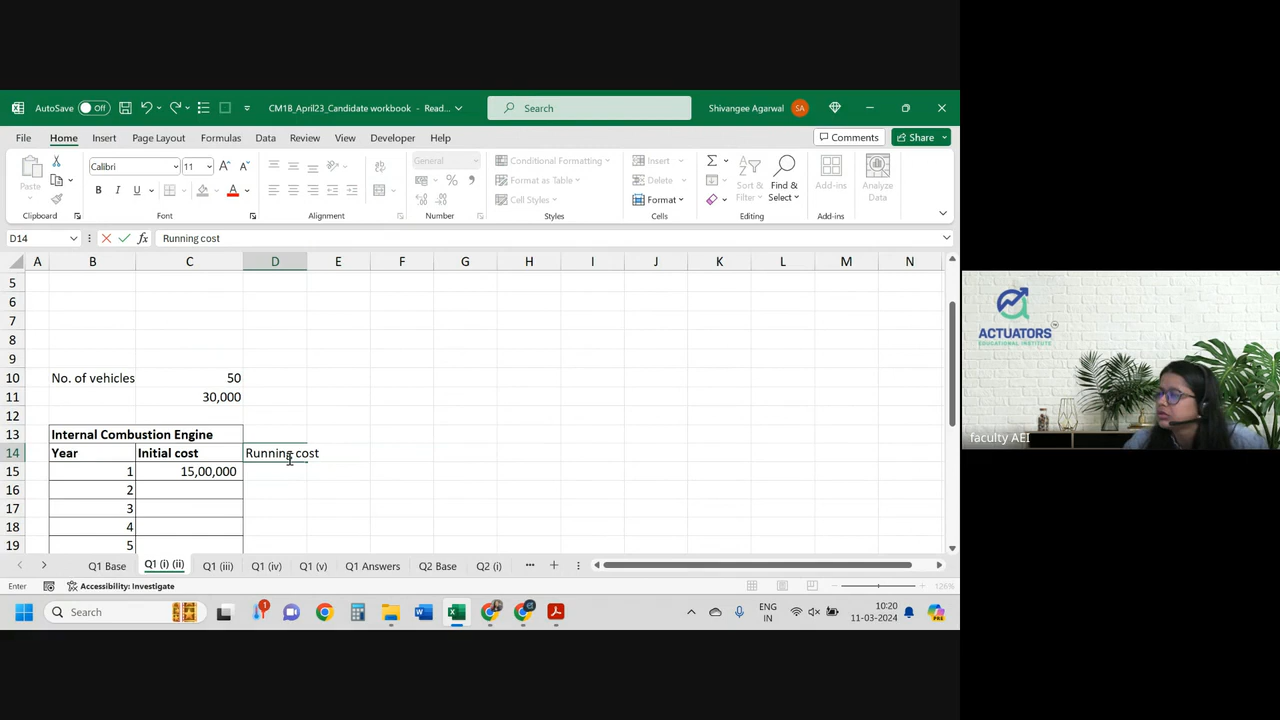 AutoSave Off CM1B_April23_Candidate workbook - Read... Search Shivangee Agarwal SA
File Home Insert Page Layout Formulas Data Review View Developer Help Comments Share
Paste Calibri 11 A A General Conditional Formatting Insert Σ Sort & Filter Find & Select Add-ins Analyze Data
Format as Table Delete
B I U A % Cell Styles Format
Clipboard Font Alignment Number Styles Cells Editing Add-ins
D14 fx Running cost
A B C D E F G H I J K L M N
5
6
7
8
9
10 No. of vehicles 50
11 30,000
12
13 Internal Combustion Engine
14 Year Initial cost Running cost
15 1 15,00,000
16 2
17 3
18 4
19 5
Q1 Base Q1 (i) (ii) Q1 (iii) Q1 (iv) Q1 (v) Q1 Answers Q2 Base Q2 (i) ...
Enter Accessibility: Investigate 126%
Search 1 ENG IN 10:20 11-03-2024
ACTUATORS
EDUCATIONAL INSTITUTE
faculty AEI